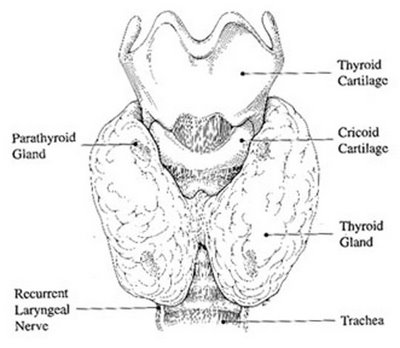 Thyroid
Cartilage
Parathyroid
Gland
Cricoid
Cartilage
Thyroid
Gland
Recurrent
Laryngeal
Nerve
Trachea